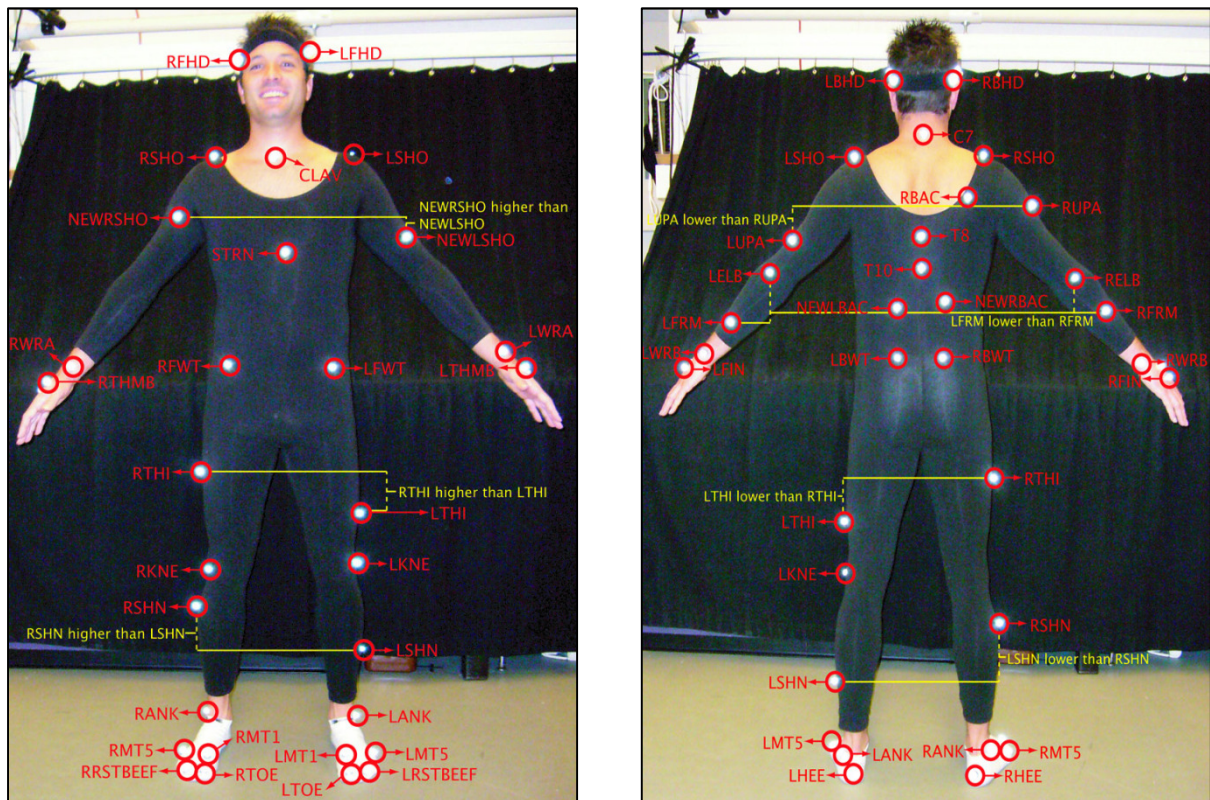 RFHD
LFHD
RSHO
LSHO
CLAV
NEWRSHO
NEWRSHO higher than
NEWLSHO
NEWLSHO
STRN
RWRA
LWRA
RFWT
LFWT
LTHMB
RTHMB
RTHI
RTHI higher than LTHI
LTHI
RKNE
LKNE
RSHN
RSHN higher than LSHN
LSHN
RANK
LANK
RMT5
RMT1
LMT1
LMT5
RRSTBEEF
RTOE
LRSTBEEF
LTOE
LBHD
RBHD
C7
LSHO
RSHO
RBAC
RUPA
LUPA lower than RUPA
LUPA
T8
LELB
T10
RELB
NEWLBAC
NEWRBAC
RFRM
LFRM
LFRM lower than RFRM
LWRB
LBWT
RBWT
RWRB
LFIN
RFIN
RTHI
LTHI lower than RTHI
LTHI
LKNE
RSHN
LSHN lower than RSHN
LSHN
LMT5
LANK
RANK
RMT5
LHEE
RHEE